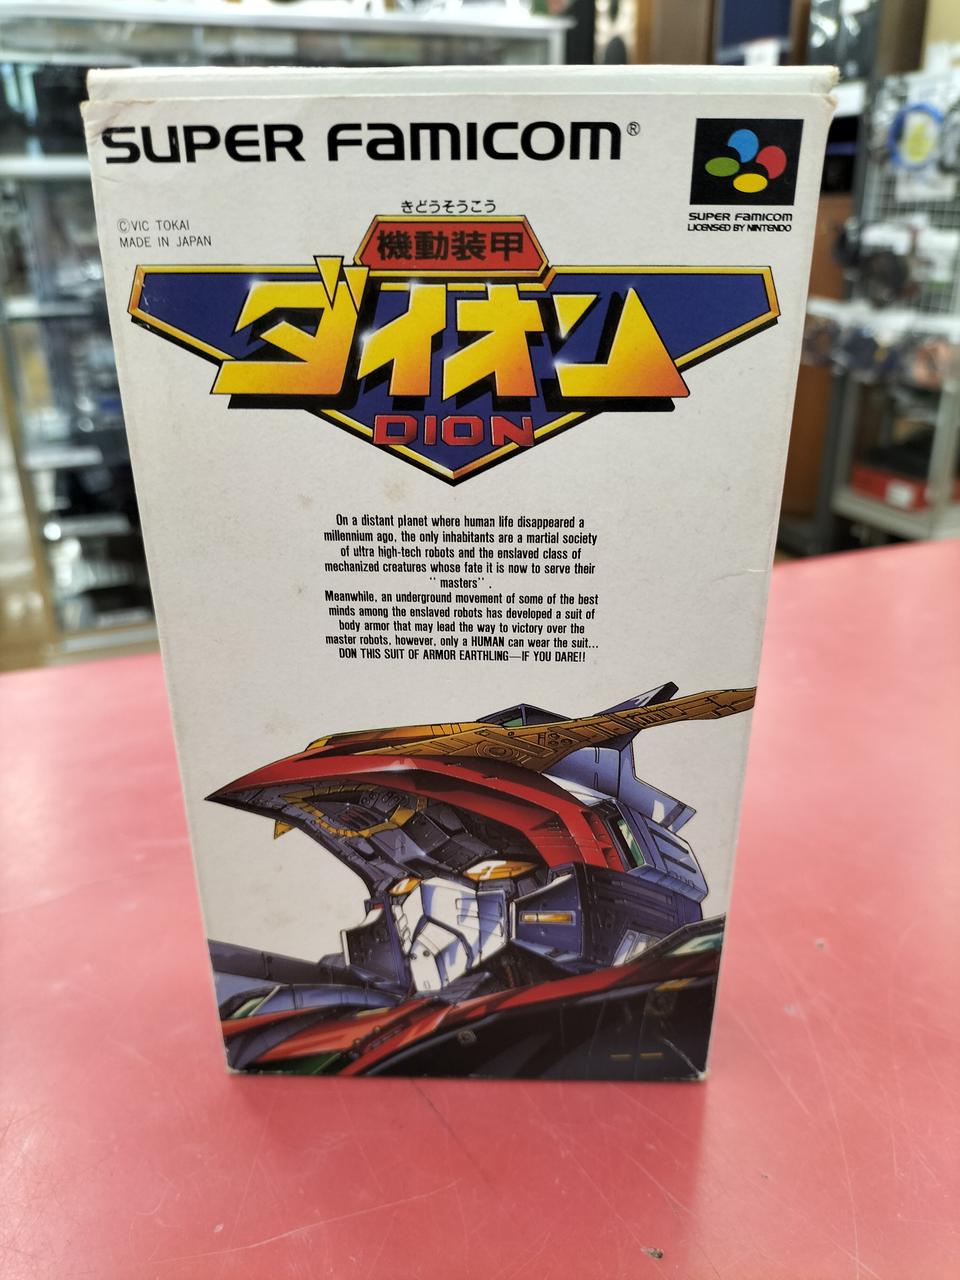 SUPER FAMICOM®
©VIC TOKAI
MADE IN JAPAN
SUPER FAMICOM
LICENSED BY NINTENDO
きどうそうこう
機動装甲
ダイオン
DION
On a distant planet where human life disappeared a
millennium ago, the only inhabitants are a martial society
of ultra high-tech robots and the enslaved class of
mechanized creatures whose fate it is now to serve their
"masters".
Meanwhile, an underground movement of some of the best
minds among the enslaved robots has developed a suit of
body armor that may lead the way to victory over the
master robots, however, only a HUMAN can wear the suit...
DON THIS SUIT OF ARMOR EARTHLING—IF YOU DARE!!